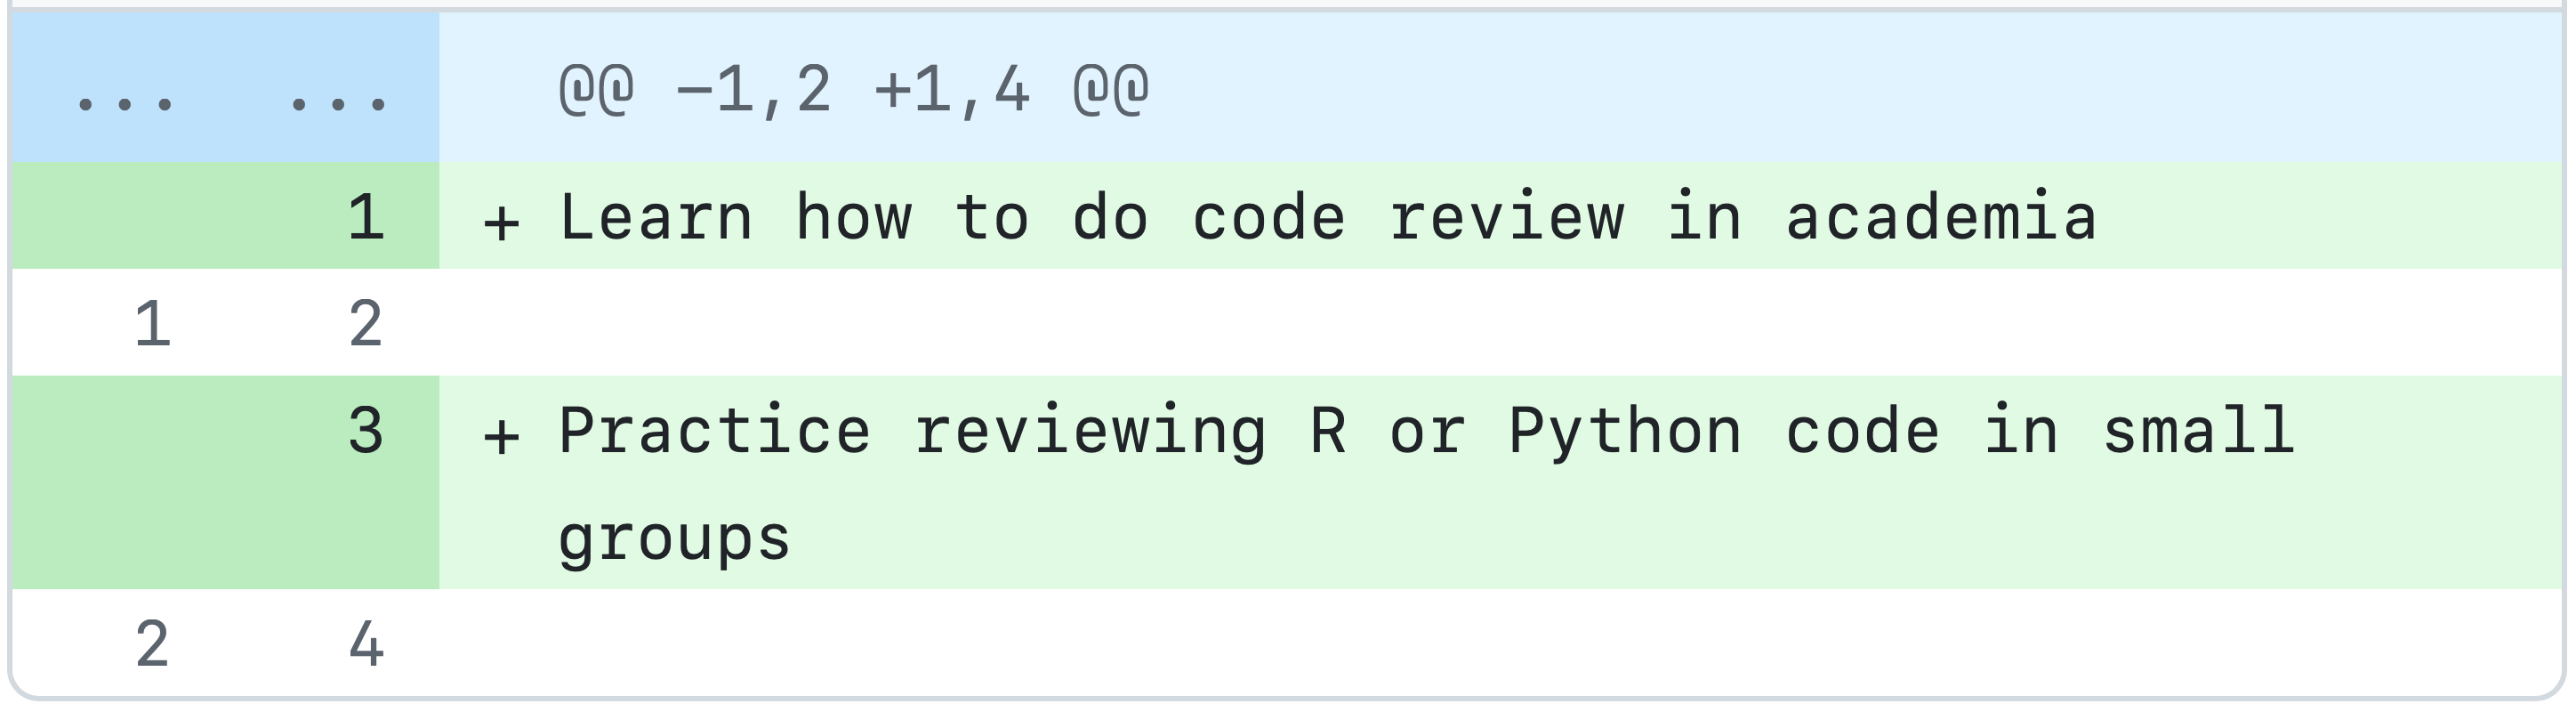 ... ... @@ -1,2 +1,4 @@
1 + Learn how to do code review in academia
1 2
3 + Practice reviewing R or Python code in small
groups
2 4